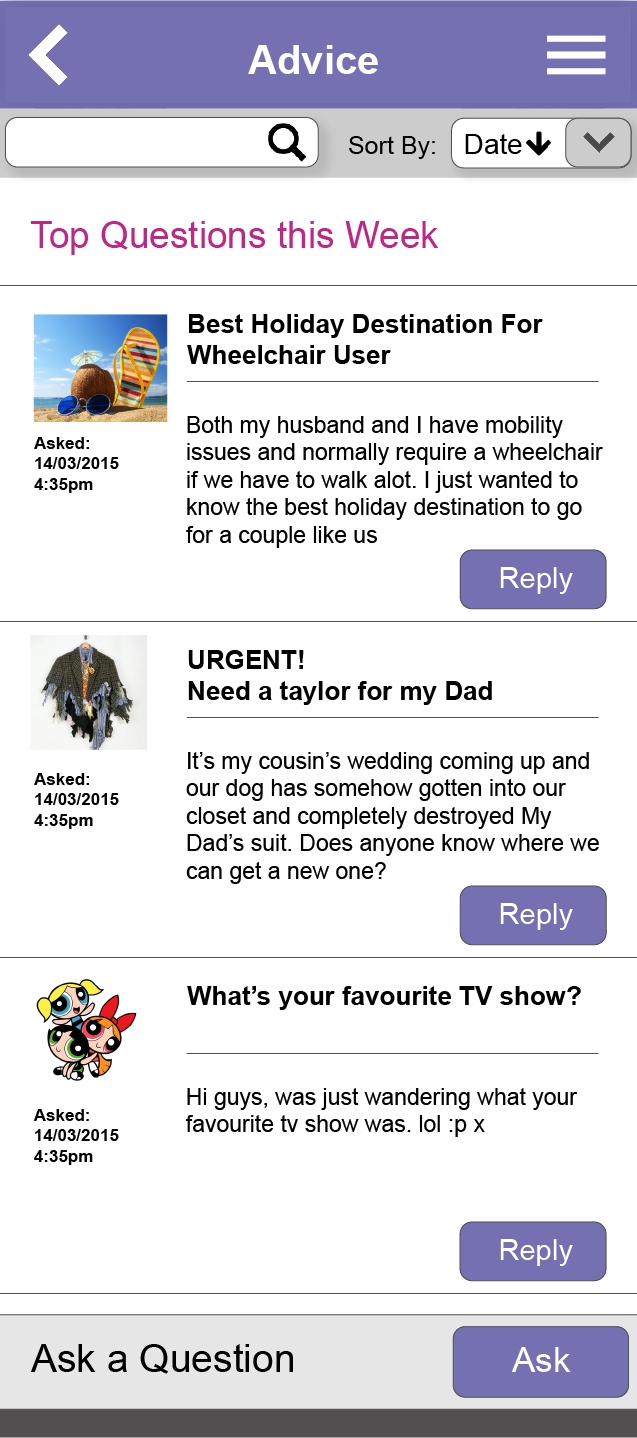 Advice
Sort By: Date
Top Questions this Week
Best Holiday Destination For
Wheelchair User
Asked:
14/03/2015
4:35pm
Both my husband and I have mobility
issues and normally require a wheelchair
if we have to walk alot. I just wanted to
know the best holiday destination to go
for a couple like us
Reply
URGENT!
Need a taylor for my Dad
Asked:
14/03/2015
4:35pm
It’s my cousin’s wedding coming up and
our dog has somehow gotten into our
closet and completely destroyed My
Dad’s suit. Does anyone know where we
can get a new one?
Reply
What’s your favourite TV show?
Asked:
14/03/2015
4:35pm
Hi guys, was just wandering what your
favourite tv show was. lol :p x
Reply
Ask a Question
Ask